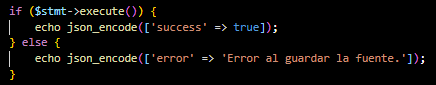 if ($stmt->execute()) {
    echo json_encode(['success' => true]);
} else {
    echo json_encode(['error' => 'Error al guardar la fuente.']);
}